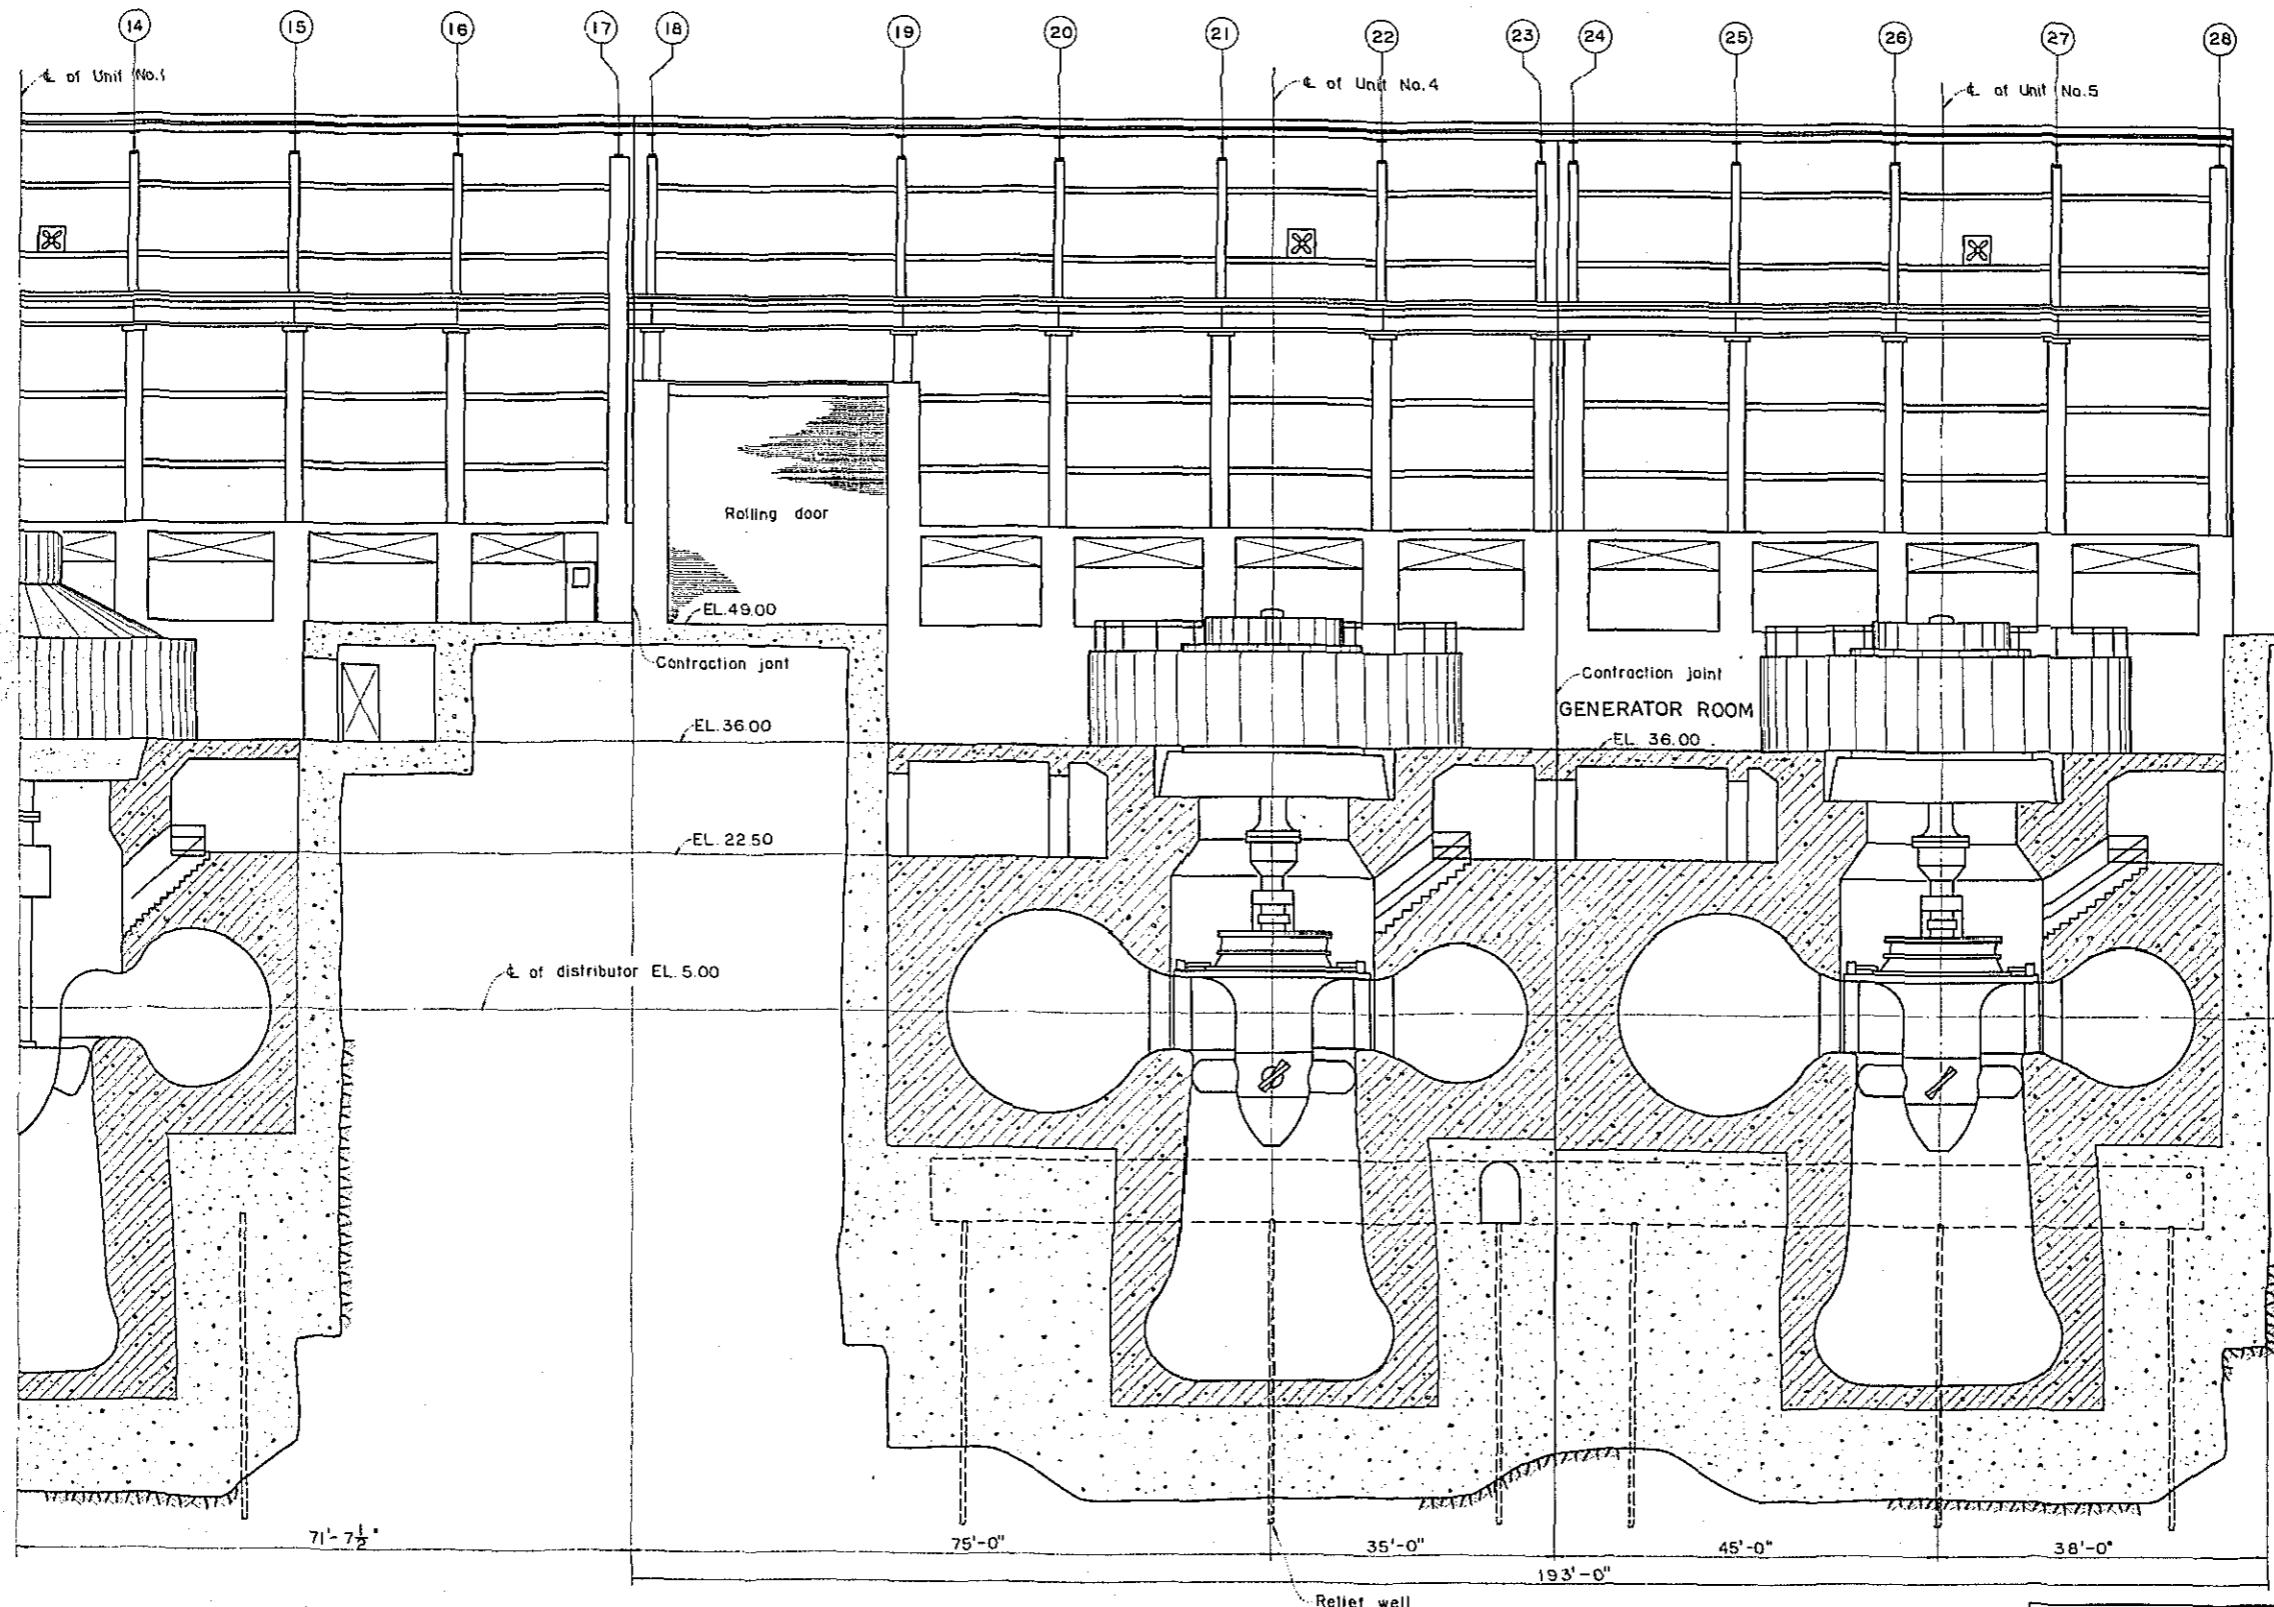 14 15 16 17 18 19 20 21 22 23 24 25 26 27 28
℄ of Unit No.1
℄ of Unit No.4
℄ of Unit No.5
Rolling door
EL.49.00
Contraction jont
Contraction joint
GENERATOR ROOM
EL.36.00
EL. 36.00
EL. 22.50
℄ of distributor EL. 5.00
71'-7½"
75'-0"
35'-0"
45'-0"
38'-0"
193'-0"
Relief well